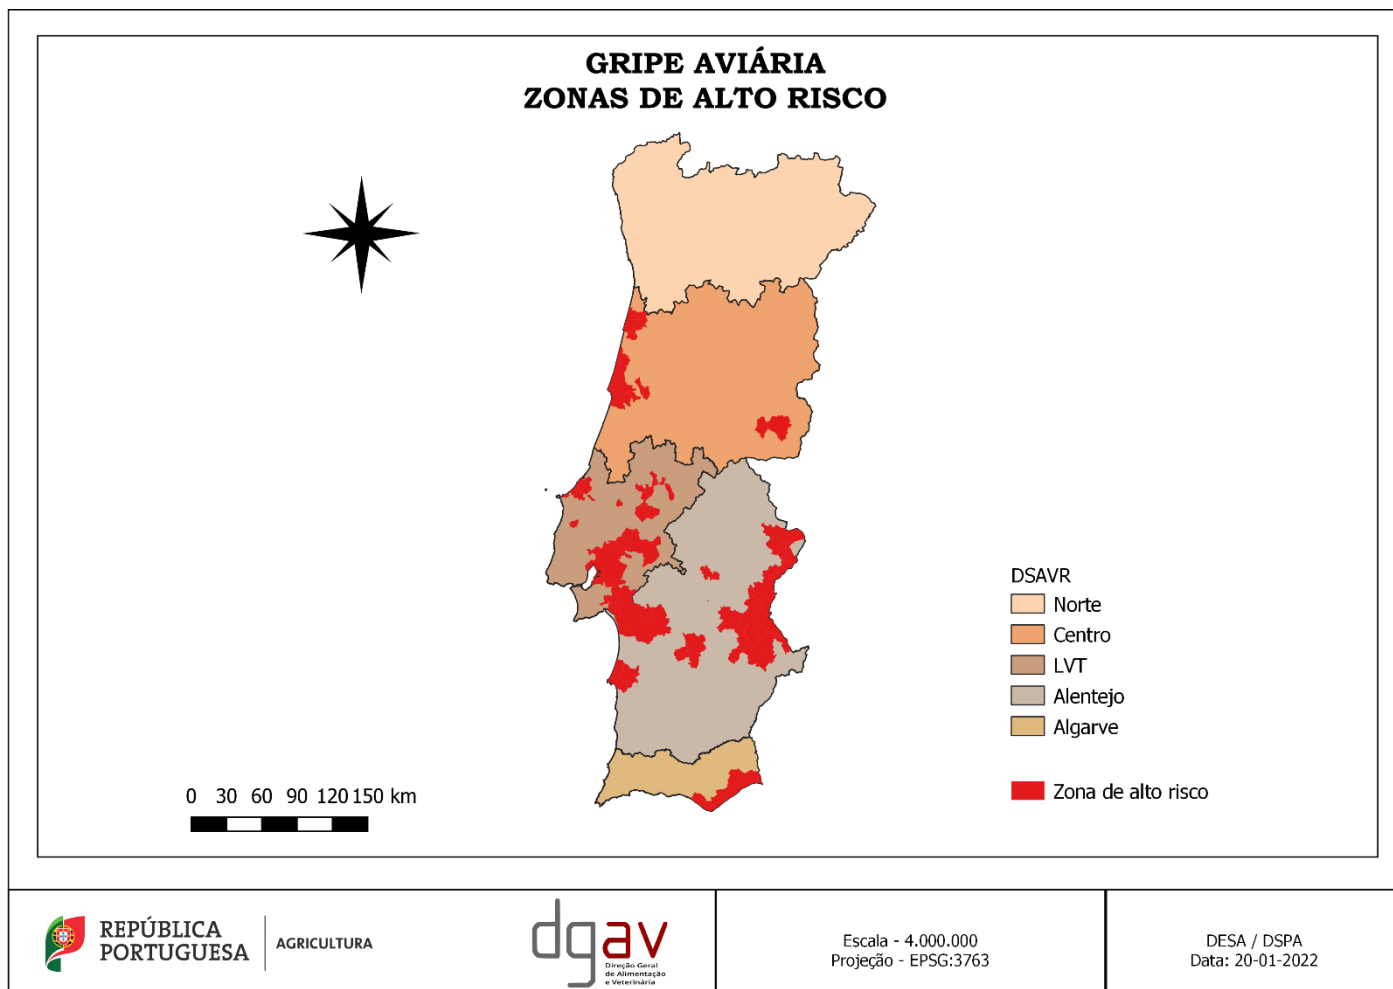 GRIPE AVIÁRIA
ZONAS DE ALTO RISCO
DSAVR
Norte
Centro
LVT
Alentejo
Algarve
Zona de alto risco
0 30 60 90 120 150 km
REPÚBLICA
PORTUGUESA
AGRICULTURA
dgav
Direção Geral
de Alimentação
e Veterinária
Escala - 4.000.000
Projeção - EPSG:3763
DESA / DSPA
Data: 20-01-2022